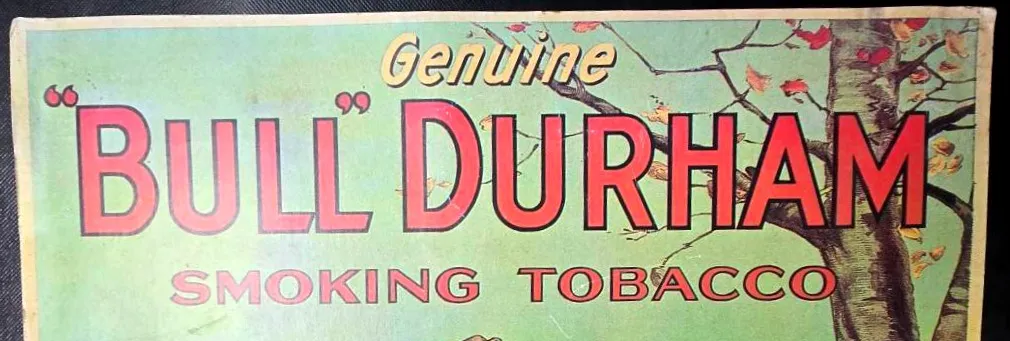 Genuine
“BULL” DURHAM
SMOKING TOBACCO